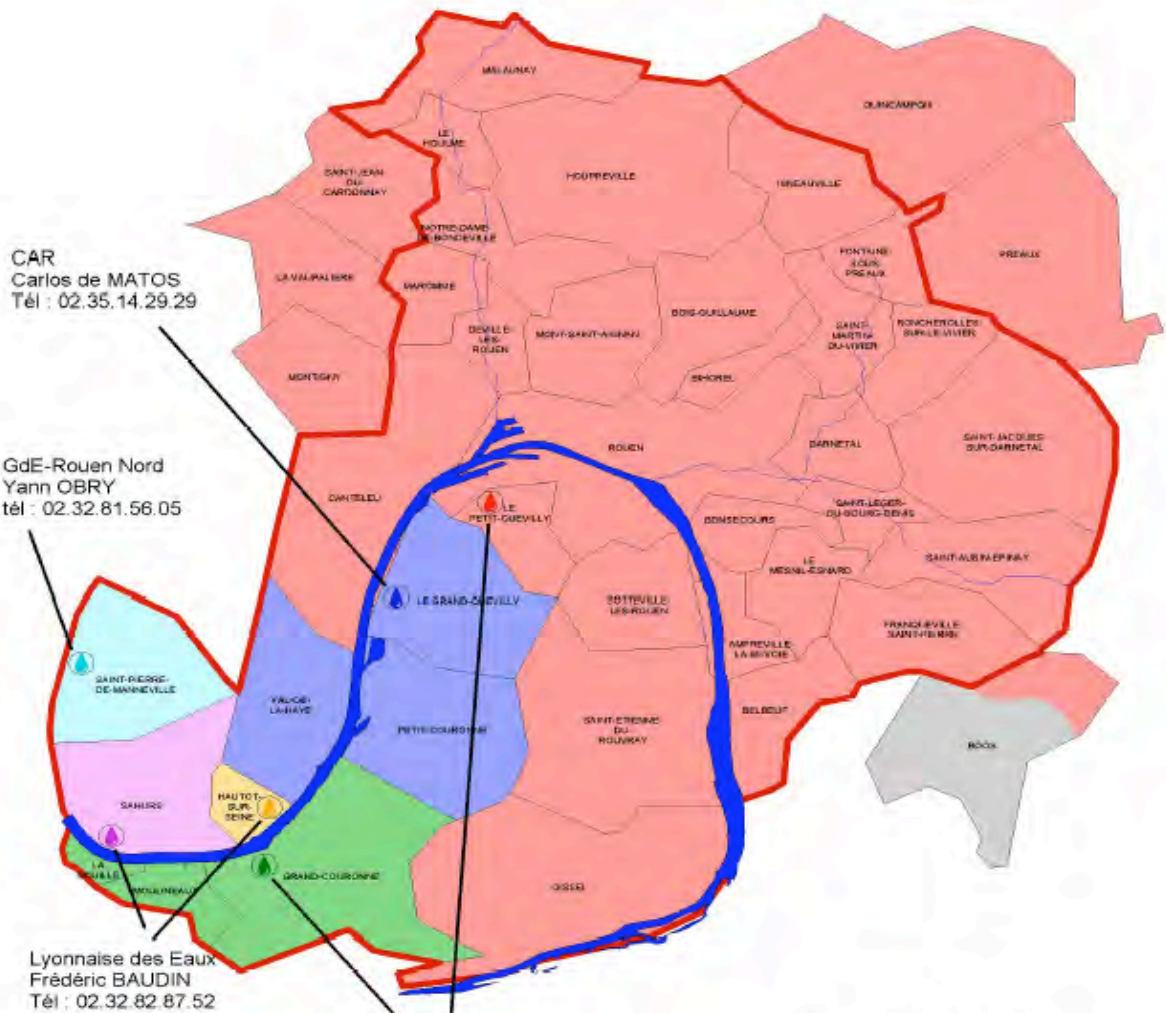 MALAUNAY
QUINCAMPOIX
LE
HOULME
HOUPPEVILLE
SAINT-JEAN
DU
CARDONNAY
ISNEAUVILLE
NOTRE-DAME
DE-BONDEVILLE
FONTAINE
SOUS
PREAUX
PREAUX
CAR
Carlos de MATOS
Tél : 02.35.14.29.29
LA VAUPALIERE
MAROMME
BOIS-GUILLAUME
DEVILLE-
LES-
ROUEN
MONT-SAINT-AIGNAN
SAINT-
MARTIN
DU-VIVIER
RONCHEROLLES-
SUR-LE-VIVIER
MONTIGNY
BIHOREL
ROUEN
DARNETAL
SAINT-JACQUES
SUR-DARNETAL
GdE-Rouen Nord
Yann OBRY
tél : 02.32.81.56.05
CANTELEU
LE
PETIT-QUEVILLY
BONSECOURS
SAINT-LEGER-
DU-BOURG-DENIS
LE
MESNIL-ESNARD
SAINT-AUBIN-EPINAY
LE GRAND-QUEVILLY
SOTTEVILLE
LES-ROUEN
FRANQUEVILLE
SAINT-PIERRE
AMFREVILLE-
LA-MI-VOIE
SAINT-PIERRE-
DE-MANNEVILLE
VAL-DE-
LA-HAYE
BELBEUF
PETIT-COURONNE
SAINT-ETIENNE
DU-
ROUVRAY
BOOS
SAHURS
HAUTOT-
SUR-
SEINE
LA
BOUILLE
MOULINEAUX
GRAND-COURONNE
OISSEL
Lyonnaise des Eaux
Frédéric BAUDIN
Tél : 02.32.82.87.52